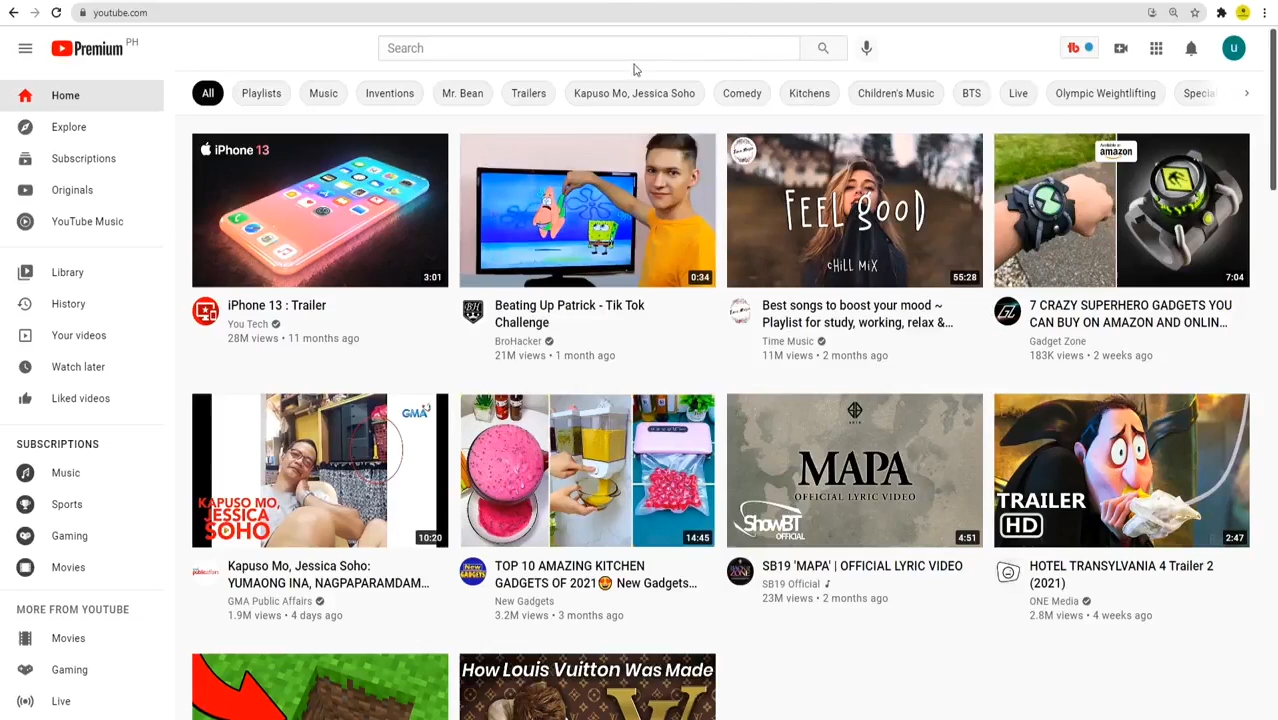 youtube.com
Premium PH
Search
tb
U
Home
Explore
Subscriptions
Originals
YouTube Music
Library
History
Your videos
Watch later
Liked videos
SUBSCRIPTIONS
Music
Sports
Gaming
Movies
MORE FROM YOUTUBE
Movies
Gaming
Live
All
Playlists
Music
Inventions
Mr. Bean
Trailers
Kapuso Mo, Jessica Soho
Comedy
Kitchens
Children's Music
BTS
Live
Olympic Weightlifting
Specia
iPhone 13
3:01
iPhone 13 : Trailer
You Tech
28M views • 11 months ago
0:34
Beating Up Patrick - Tik Tok
Challenge
BroHacker
21M views • 1 month ago
FEEL GOOD
CHILL MIX
55:28
Best songs to boost your mood ~
Playlist for study, working, relax &...
Time Music
11M views • 2 months ago
Available at
amazon
7:04
7 CRAZY SUPERHERO GADGETS YOU
CAN BUY ON AMAZON AND ONLIN...
Gadget Zone
183K views • 2 weeks ago
GMA
KAPUSO MO,
JESSICA
SOHO
10:20
Kapuso Mo, Jessica Soho:
YUMAONG INA, NAGPAPARAMDAM...
GMA Public Affairs
1.9M views • 4 days ago
14:45
New
GADGETS
TOP 10 AMAZING KITCHEN
GADGETS OF 2021😍 New Gadgets...
New Gadgets
3.2M views • 3 months ago
MAPA
OFFICIAL LYRIC VIDEO
ShowBT
OFFICIAL
4:51
SB19 'MAPA' | OFFICIAL LYRIC VIDEO
SB19 Official
23M views • 2 months ago
TRAILER
HD
2:47
HOTEL TRANSYLVANIA 4 Trailer 2
(2021)
ONE Media
2.8M views • 4 weeks ago
How Louis Vuitton Was Made